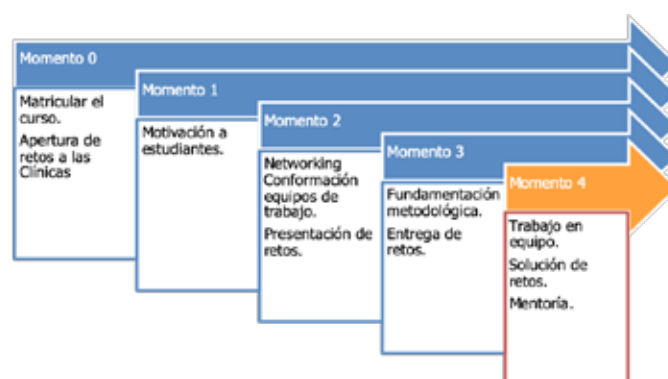 Momento 0
Matricular el
curso.
Apertura de
retos a las
Clínicas
Momento 1
Motivación a
estudiantes.
Momento 2
Networking
Conformación
equipos de
trabajo.
Presentación de
retos.
Momento 3
Fundamentación
metodológica.
Entrega de
retos.
Momento 4
Trabajo en
equipo.
Solución de
retos.
Mentoría.